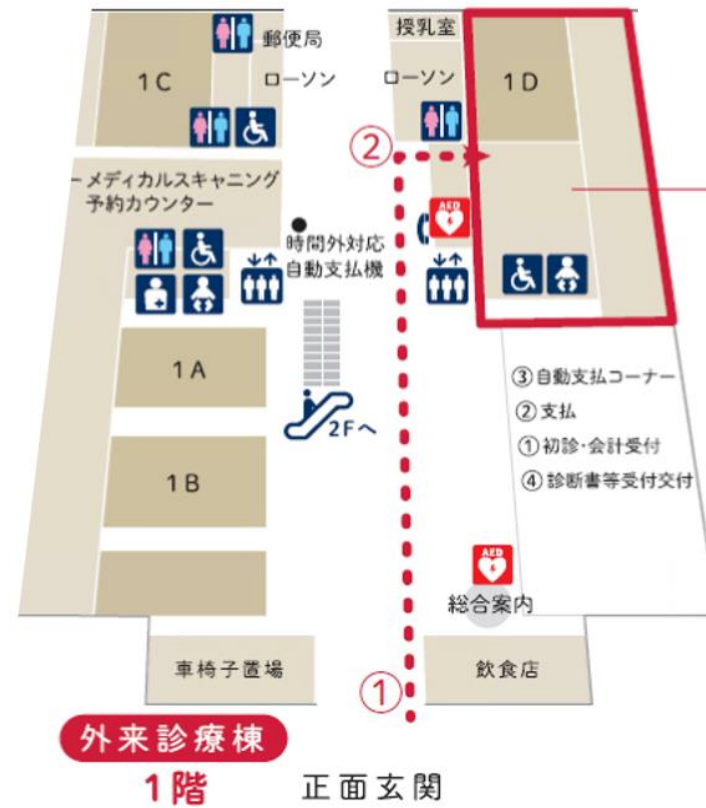 郵便局
1C
ローソン
授乳室
ローソン
1D
②
ーメディカルスキャニング
予約カウンター
AED
時間外対応
自動支払機
1A
2Fへ
1B
③自動支払コーナー
②支払
①初診・会計受付
④診断書等受付交付
AED
総合案内
車椅子置場
飲食店
①
外来診療棟
1階
正面玄関